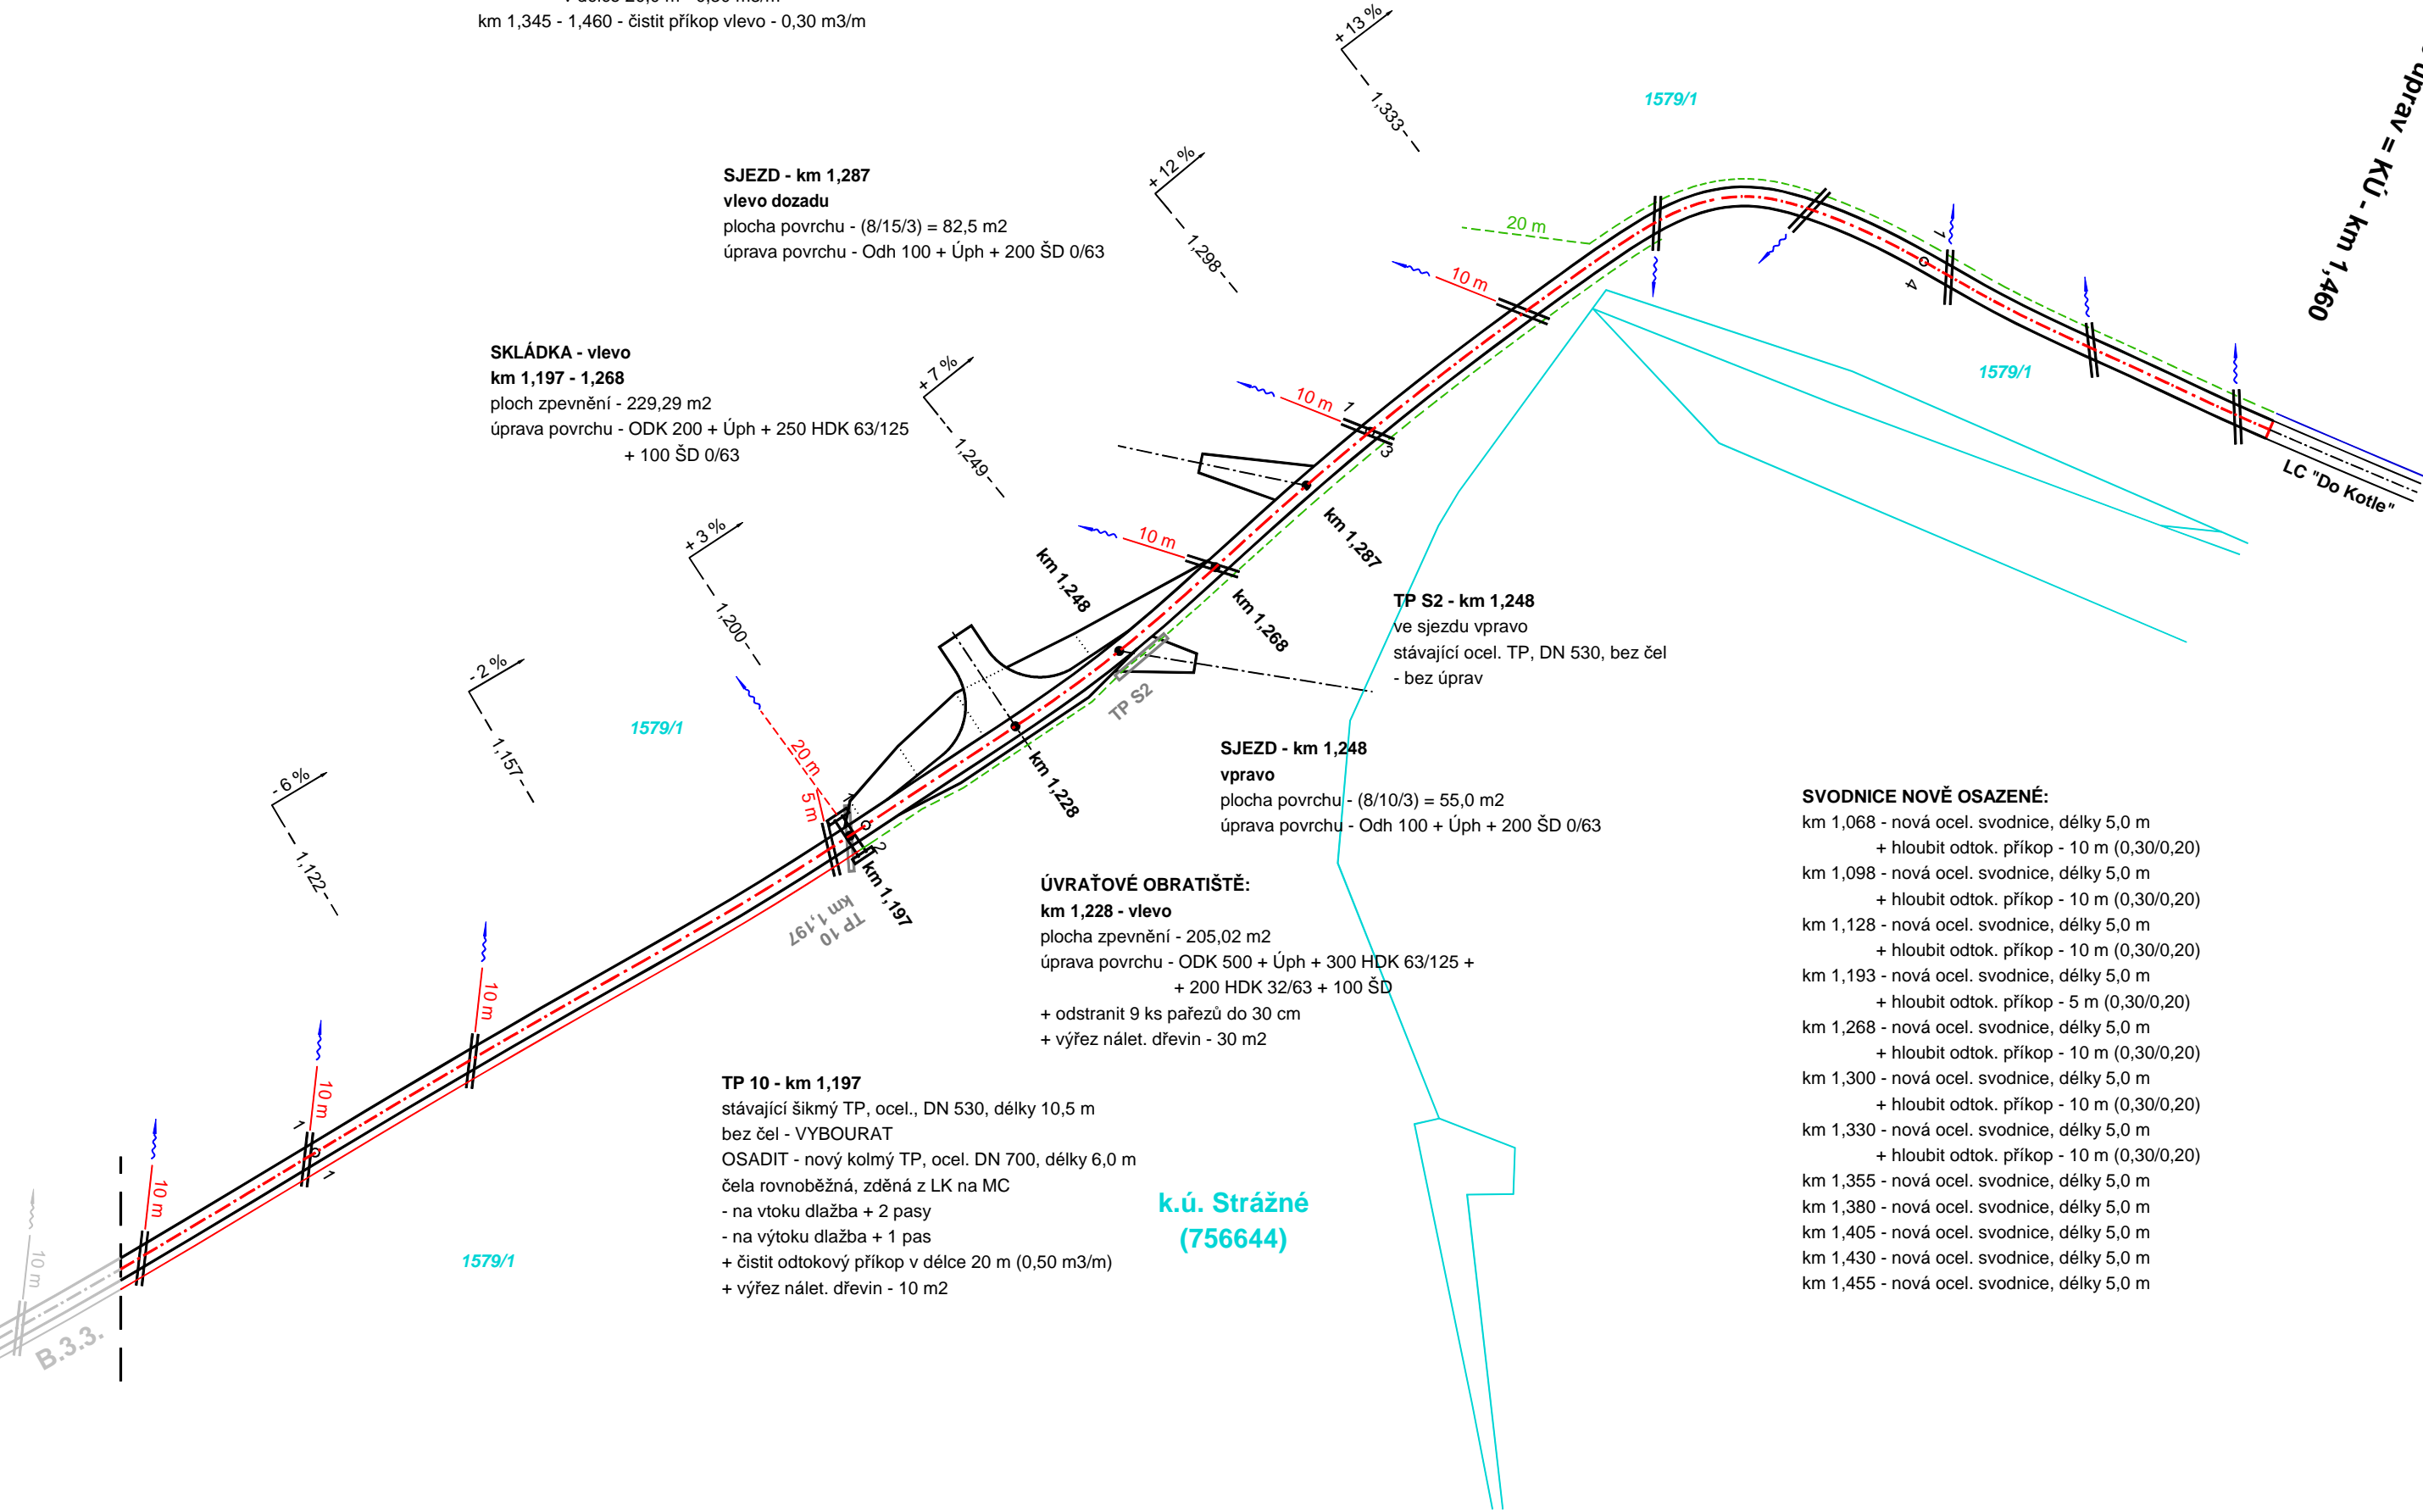 km 1,345 - 1,460 - čistit příkop vlevo - 0,30 m3/m
+ 13 %
1,333
1579/1
úprav = KÚ - km 1,460
+ 12 %
1,298
SJEZD - km 1,287
vlevo dozadu
plocha povrchu - (8/15/3) = 82,5 m2
úprava povrchu - Odh 100 + Úph + 200 ŠD 0/63
20 m
10 m
1
4
1579/1
SKLÁDKA - vlevo
km 1,197 - 1,268
ploch zpevnění - 229,29 m2
úprava povrchu - ODK 200 + Úph + 250 HDK 63/125
+ 100 ŠD 0/63
+ 7 %
1,249
10 m
1
3
LC "Do Kotle"
km 1,287
10 m
+ 3 %
1,200
km 1,248
km 1,268
TP S2 - km 1,248
ve sjezdu vpravo
stávající ocel. TP, DN 530, bez čel
- bez úprav
TP S2
- 2 %
1,157
1579/1
20 m
5 m
1
2
km 1,228
km 1,197
TP 10
km 1,197
SJEZD - km 1,248
vpravo
plocha povrchu - (8/10/3) = 55,0 m2
úprava povrchu - Odh 100 + Úph + 200 ŠD 0/63
- 6 %
1,122
ÚVRAŤOVÉ OBRATIŠTĚ:
km 1,228 - vlevo
plocha zpevnění - 205,02 m2
úprava povrchu - ODK 500 + Úph + 300 HDK 63/125 +
+ 200 HDK 32/63 + 100 ŠD
+ odstranit 9 ks pařezů do 30 cm
+ výřez nálet. dřevin - 30 m2
SVODNICE NOVĚ OSAZENÉ:
km 1,068 - nová ocel. svodnice, délky 5,0 m
+ hloubit odtok. příkop - 10 m (0,30/0,20)
km 1,098 - nová ocel. svodnice, délky 5,0 m
+ hloubit odtok. příkop - 10 m (0,30/0,20)
km 1,128 - nová ocel. svodnice, délky 5,0 m
+ hloubit odtok. příkop - 10 m (0,30/0,20)
km 1,193 - nová ocel. svodnice, délky 5,0 m
+ hloubit odtok. příkop - 5 m (0,30/0,20)
km 1,268 - nová ocel. svodnice, délky 5,0 m
+ hloubit odtok. příkop - 10 m (0,30/0,20)
km 1,300 - nová ocel. svodnice, délky 5,0 m
+ hloubit odtok. příkop - 10 m (0,30/0,20)
km 1,330 - nová ocel. svodnice, délky 5,0 m
+ hloubit odtok. příkop - 10 m (0,30/0,20)
km 1,355 - nová ocel. svodnice, délky 5,0 m
km 1,380 - nová ocel. svodnice, délky 5,0 m
km 1,405 - nová ocel. svodnice, délky 5,0 m
km 1,430 - nová ocel. svodnice, délky 5,0 m
km 1,455 - nová ocel. svodnice, délky 5,0 m
10 m
10 m
1
1
10 m
10 m
B.3.3.
TP 10 - km 1,197
stávající šikmý TP, ocel., DN 530, délky 10,5 m
bez čel - VYBOURAT
OSADIT - nový kolmý TP, ocel. DN 700, délky 6,0 m
čela rovnoběžná, zděná z LK na MC
- na vtoku dlažba + 2 pasy
- na výtoku dlažba + 1 pas
+ čistit odtokový příkop v délce 20 m (0,50 m3/m)
+ výřez nálet. dřevin - 10 m2
k.ú. Strážné
(756644)
1579/1